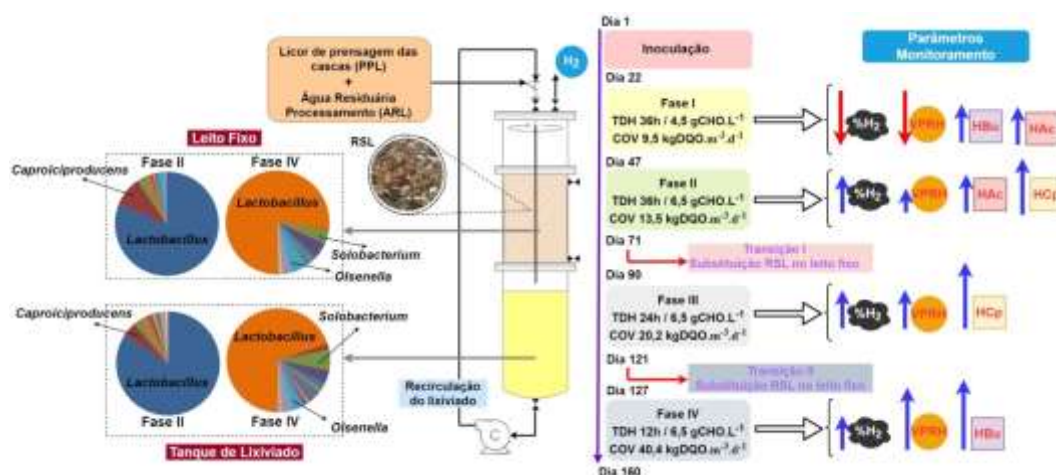 Licor de prensagem das
cascas (PPL)
+
Água Residuária
Processamento (ARL)
H2
RSL
Leito Fixo
Fase II
Fase IV
Caproiciproducens
Lactobacillus
Lactobacillus
Solobacterium
Olsenella
Caproiciproducens
Solobacterium
Lactobacillus
Lactobacillus
Olsenella
Fase II
Fase IV
Tanque de Lixiviado
Recirculação
do lixiviado
C
Dia 1
Inoculação
Parâmetros
Monitoramento
Dia 22
Fase I
TDH 36h / 4,5 gCHO.L-1
COV 9,5 kgDQO.m-3.d-1
%H2
VPRH
HBu
HAc
Dia 47
Fase II
TDH 36h / 6,5 gCHO.L-1
COV 13,5 kgDQO.m-3.d-1
%H2
VPRH
HAc
HCp
Dia 71
Transição I
Substituição RSL no leito fixo
Dia 90
Fase III
TDH 24h / 6,5 gCHO.L-1
COV 20,2 kgDQO.m-3.d-1
%H2
VPRH
HCp
Dia 121
Transição II
Substituição RSL no leito fixo
Dia 127
Fase IV
TDH 12h / 6,5 gCHO.L-1
COV 40,4 kgDQO.m-3.d-1
%H2
VPRH
HBu
Dia 160